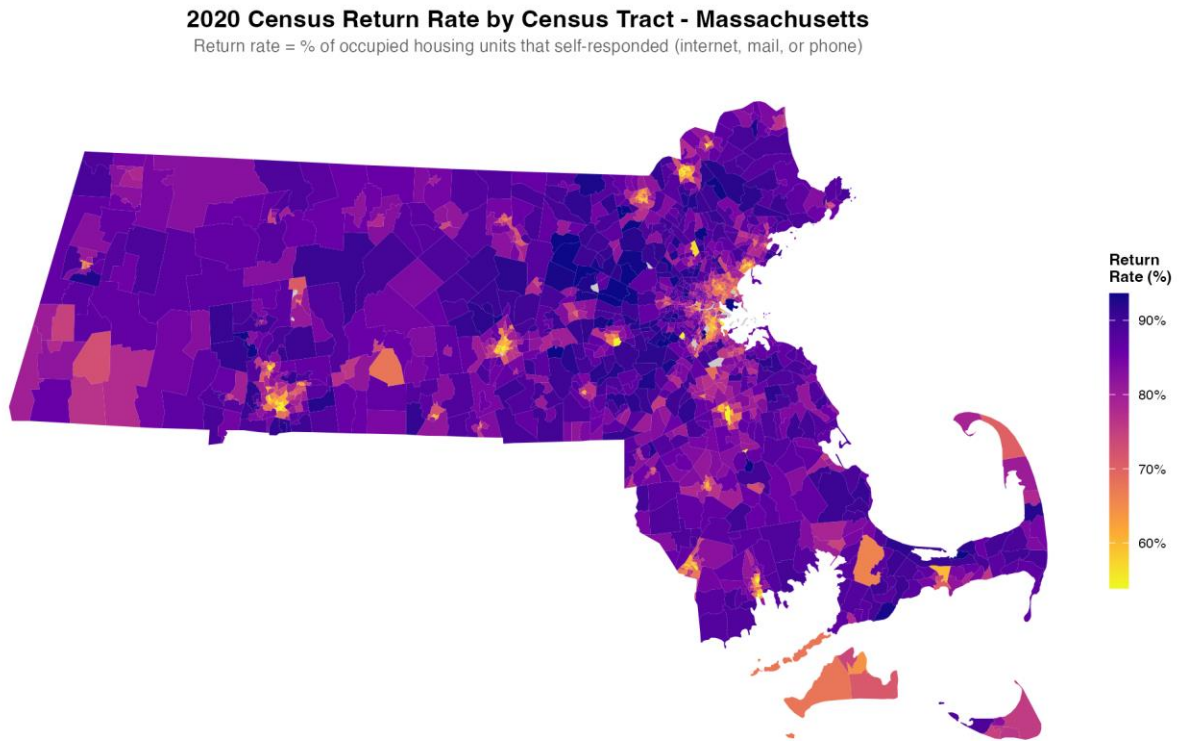 2020 Census Return Rate by Census Tract - Massachusetts
Return rate = % of occupied housing units that self-responded (internet, mail, or phone)
Return
Rate (%)
90%
80%
70%
60%